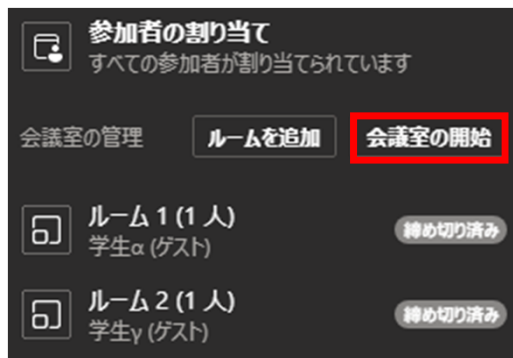 参加者の割り当て
すべての参加者が割り当てられています
会議室の管理 ルームを追加 会議室の開始
ルーム 1 (1 人)
学生α (ゲスト)
締め切り済み
ルーム 2 (1 人)
学生γ (ゲスト)
締め切り済み